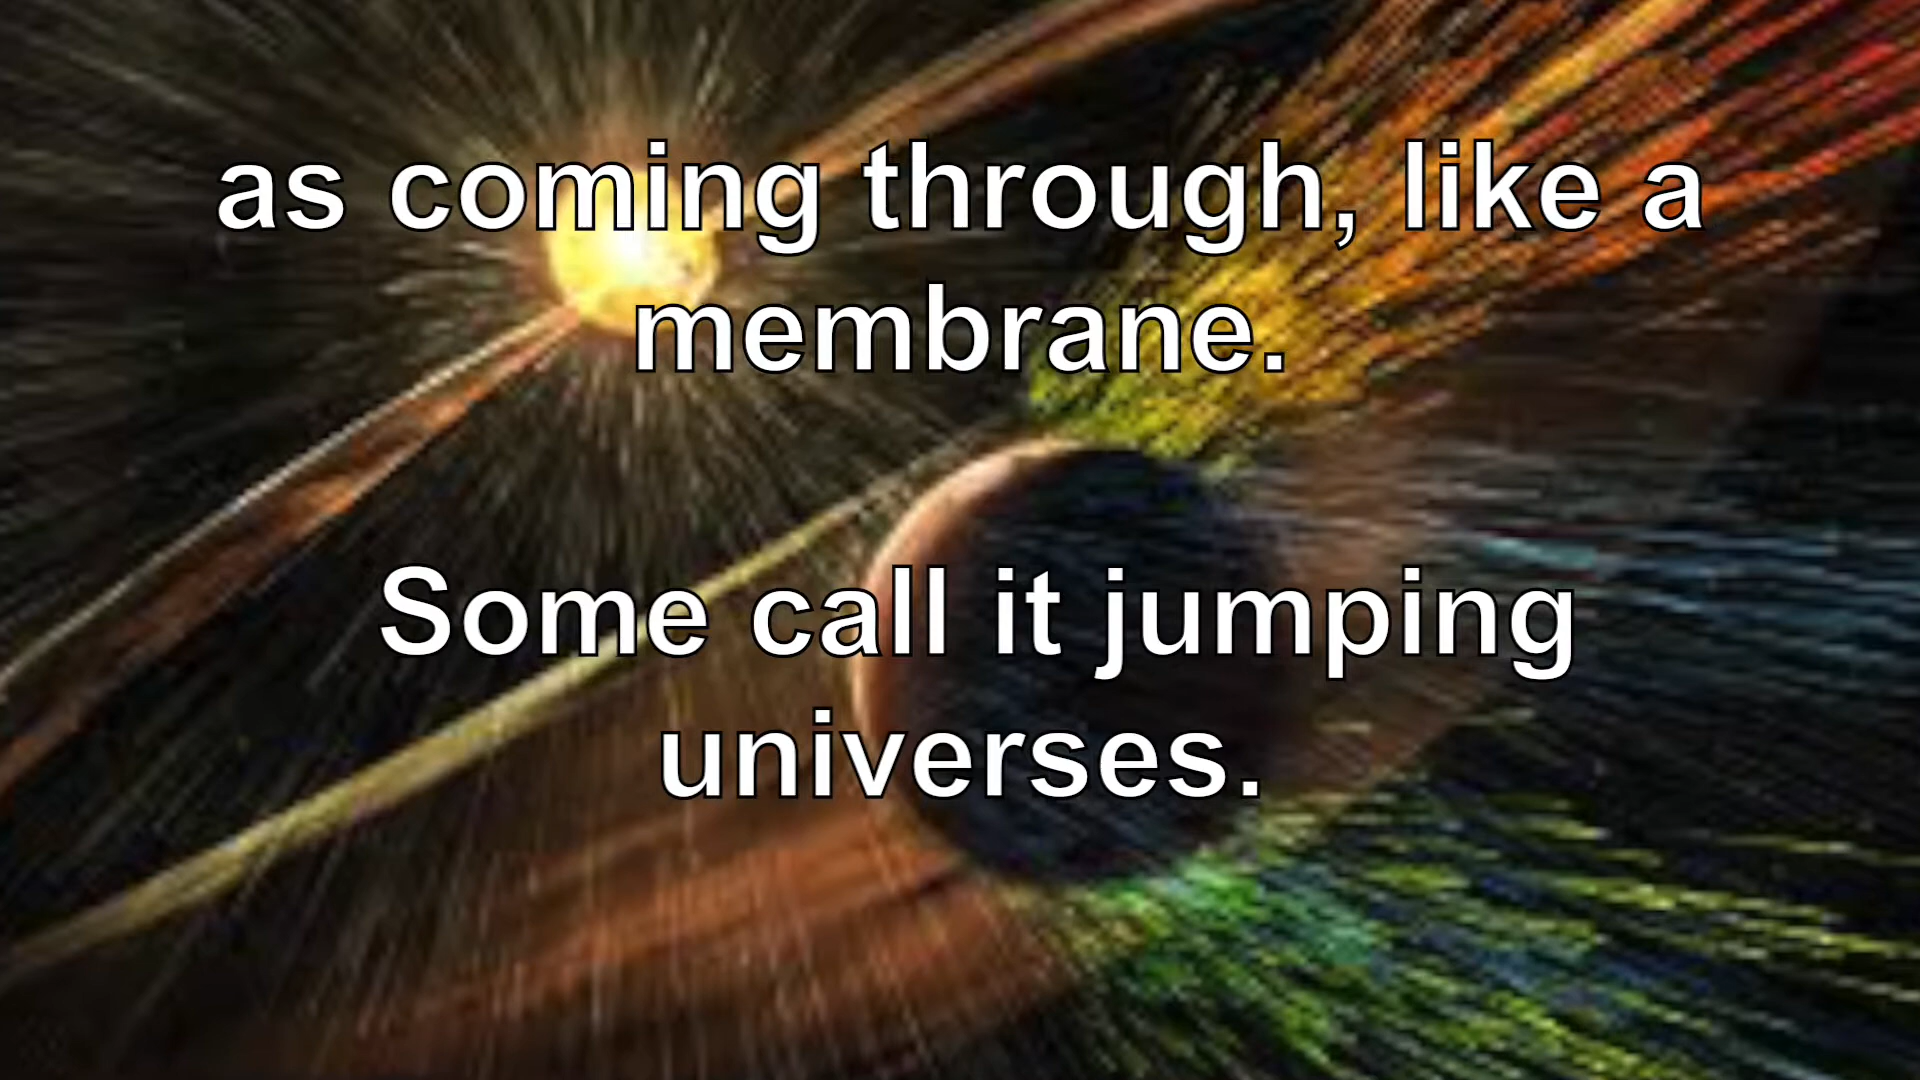 as coming through, like a
membrane.
Some call it jumping
universes.